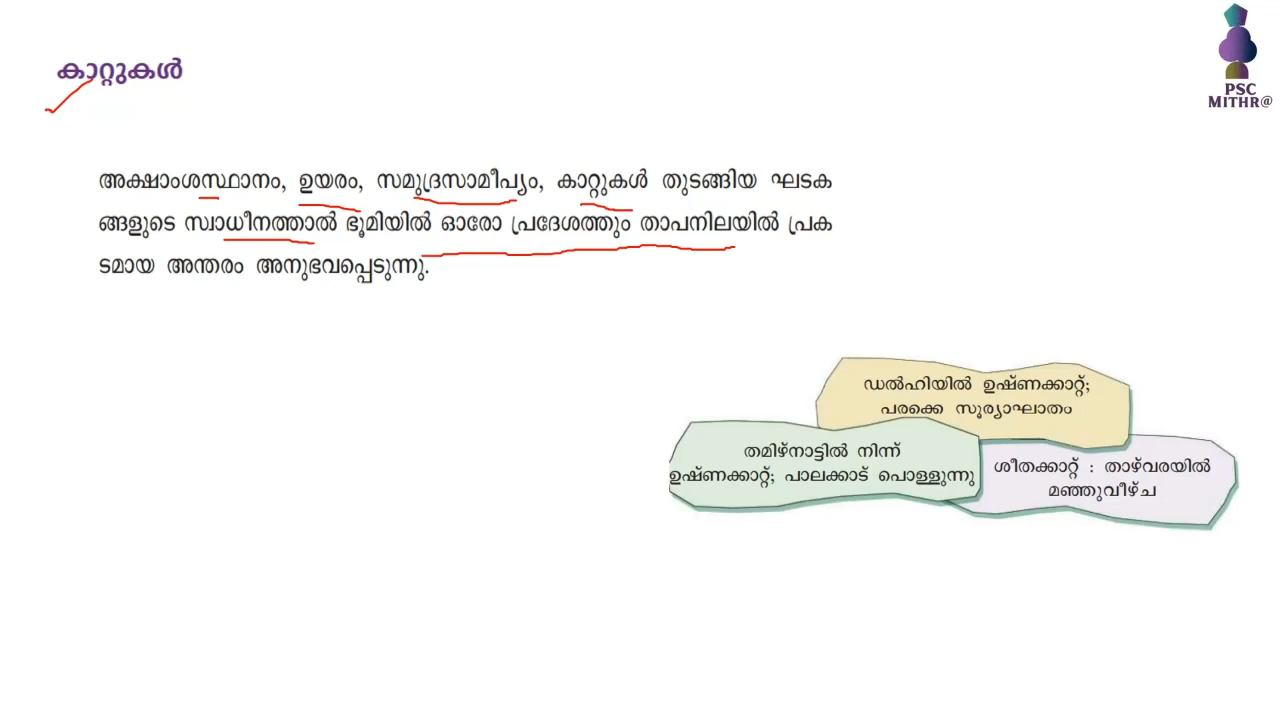 കാറ്റുകൾ
PSC
MITHR@
അക്ഷാംശസ്ഥാനം, ഉയരം, സമുദ്രസാമീപ്യം, കാറ്റുകൾ തുടങ്ങിയ ഘടക
ങ്ങളുടെ സ്വാധീനത്താൽ ഭൂമിയിൽ ഓരോ പ്രദേശത്തും താപനിലയിൽ പ്രക
ടമായ അന്തരം അനുഭവപ്പെടുന്നു.
ഡൽഹിയിൽ ഉഷ്ണക്കാറ്റ്;
പരക്കെ സൂര്യാഘാതം
തമിഴ്നാട്ടിൽ നിന്ന്
ഉഷ്ണക്കാറ്റ്; പാലക്കാട് പൊള്ളുന്നു
ശീതക്കാറ്റ് : താഴ്‌വരയിൽ
മഞ്ഞുവീഴ്ച